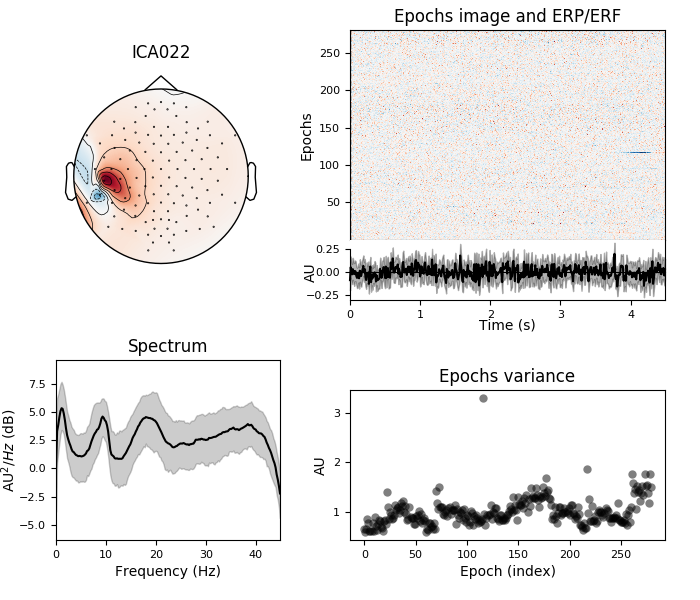 ICA022
Epochs image and ERP/ERF
Epochs
250
200
150
100
50
AU
0.25
0.00
−0.25
0 1 2 3 4
Time (s)
Spectrum
AU²/Hz (dB)
7.5
5.0
2.5
0.0
−2.5
−5.0
0 10 20 30 40
Frequency (Hz)
Epochs variance
AU
3
2
1
0 50 100 150 200 250
Epoch (index)